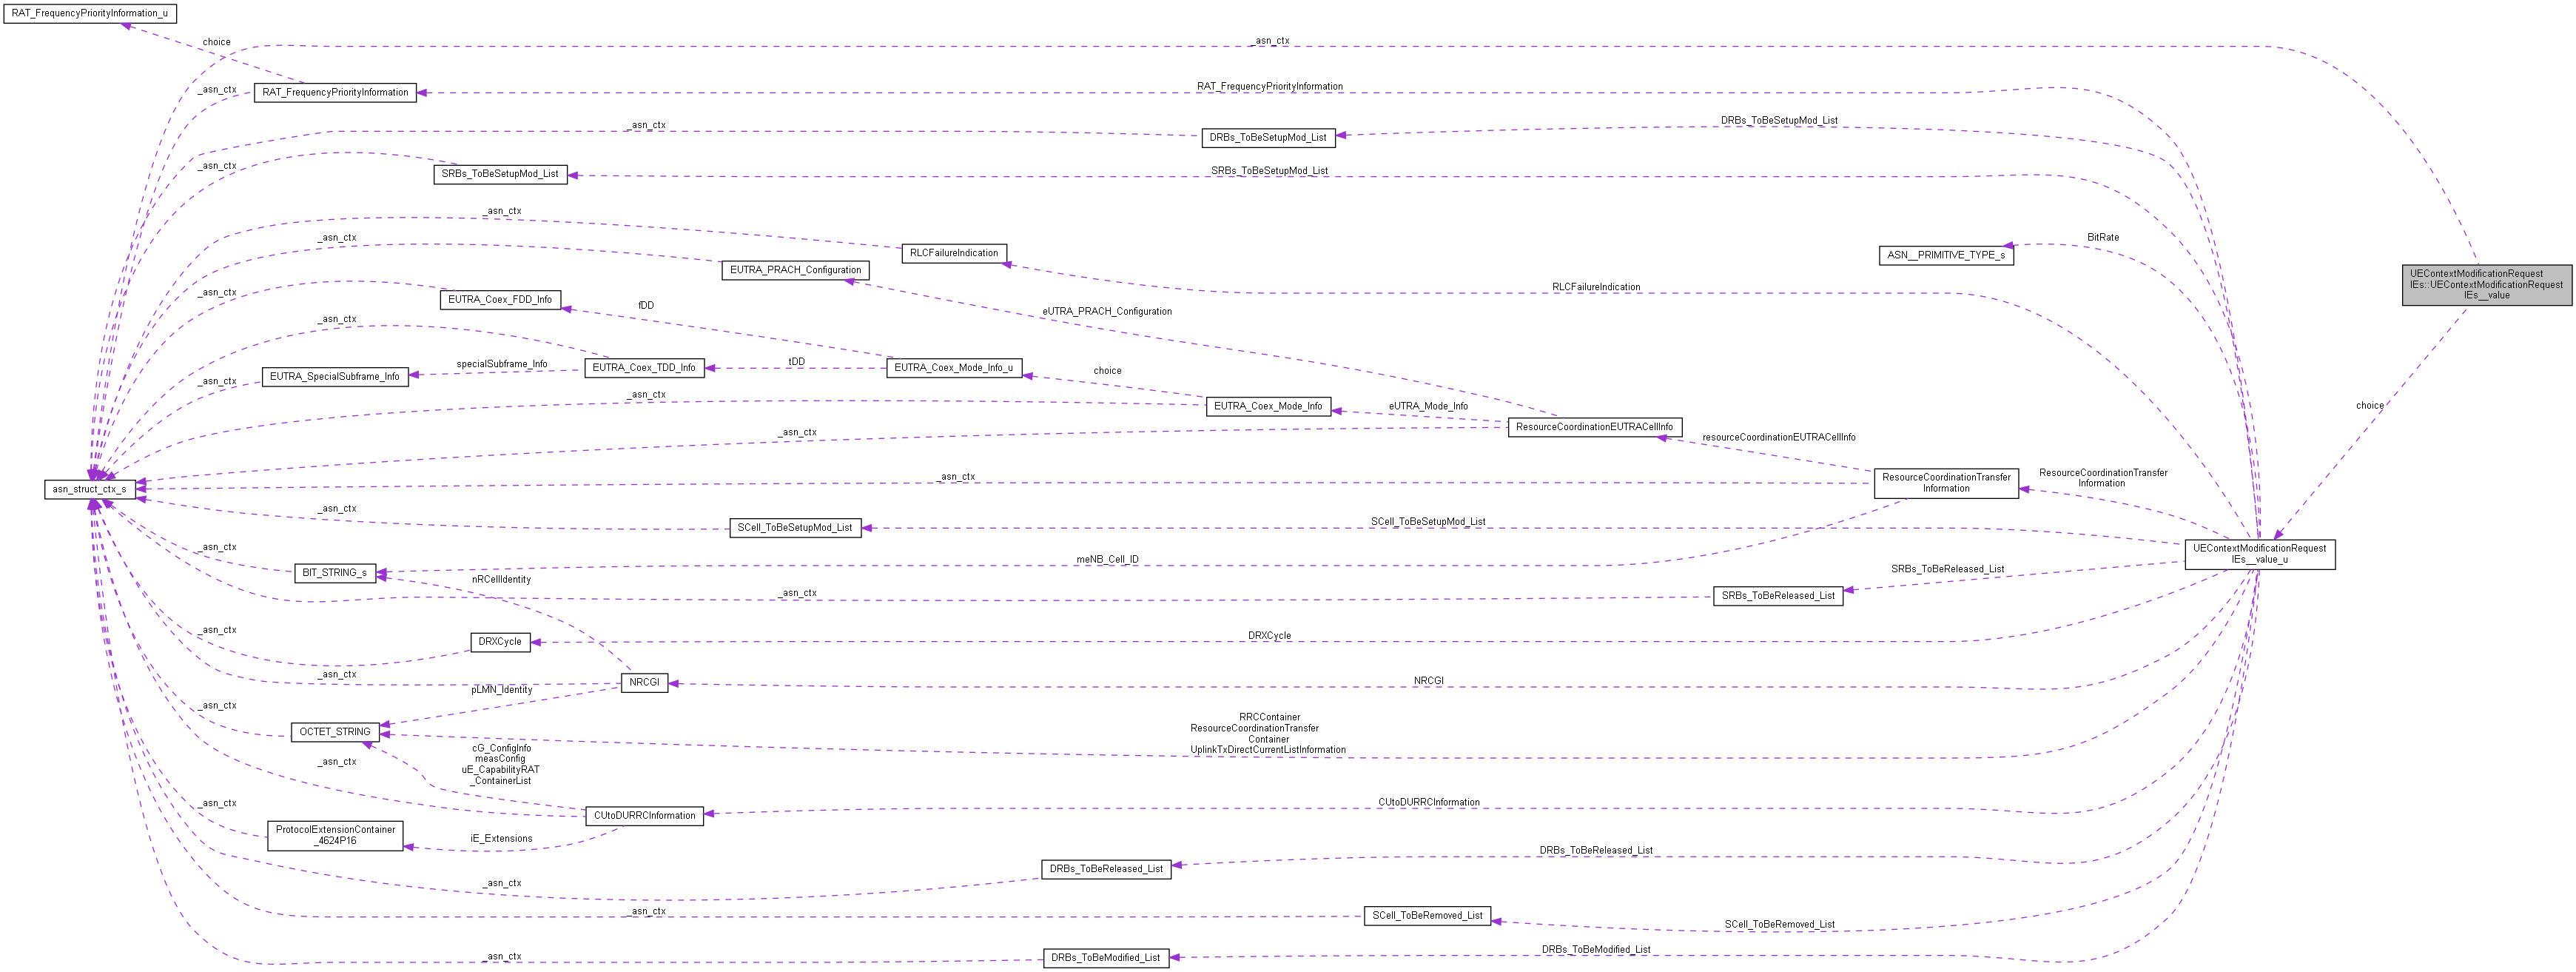 RAT_FrequencyPriorityInformation_u
choice
_asn_ctx
_asn_ctx
RAT_FrequencyPriorityInformation
RAT_FrequencyPriorityInformation
_asn_ctx
DRBs_ToBeSetupMod_List
DRBs_ToBeSetupMod_List
_asn_ctx
SRBs_ToBeSetupMod_List
SRBs_ToBeSetupMod_List
_asn_ctx
RLCFailureIndication
_asn_ctx
EUTRA_PRACH_Configuration
BitRate
ASN__PRIMITIVE_TYPE_s
UEContextModificationRequest
IEs::UEContextModificationRequest
IEs__value
_asn_ctx
EUTRA_Coex_FDD_Info
fDD
eUTRA_PRACH_Configuration
RLCFailureIndication
_asn_ctx
EUTRA_SpecialSubframe_Info
_asn_ctx
specialSubframe_Info
EUTRA_Coex_TDD_Info
tDD
EUTRA_Coex_Mode_Info_u
choice
_asn_ctx
EUTRA_Coex_Mode_Info
eUTRA_Mode_Info
ResourceCoordinationEUTRACellInfo
choice
_asn_ctx
resourceCoordinationEUTRACellInfo
_asn_ctx
ResourceCoordinationTransfer
Information
ResourceCoordinationTransfer
Information
asn_struct_ctx_s
_asn_ctx
SCell_ToBeSetupMod_List
SCell_ToBeSetupMod_List
UEContextModificationRequest
IEs__value_u
_asn_ctx
BIT_STRING_s
nRCellIdentity
meNB_Cell_ID
_asn_ctx
SRBs_ToBeReleased_List
SRBs_ToBeReleased_List
_asn_ctx
DRXCycle
DRXCycle
_asn_ctx
NRCGI
NRCGI
pLMN_Identity
_asn_ctx
OCTET_STRING
RRCContainer
ResourceCoordinationTransfer
Container
UplinkTxDirectCurrentListInformation
cG_ConfigInfo
measConfig
uE_CapabilityRAT
_ContainerList
_asn_ctx
CUtoDURRCInformation
CUtoDURRCInformation
_asn_ctx
ProtocolExtensionContainer
_4624P16
iE_Extensions
_asn_ctx
DRBs_ToBeReleased_List
DRBs_ToBeReleased_List
_asn_ctx
SCell_ToBeRemoved_List
SCell_ToBeRemoved_List
_asn_ctx
DRBs_ToBeModified_List
DRBs_ToBeModified_List